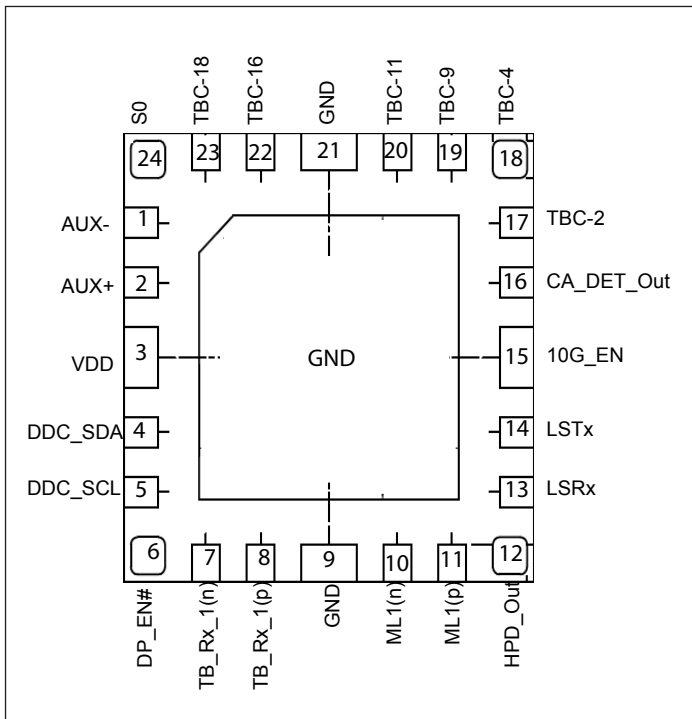 S0
TBC-18
TBC-16
GND
TBC-11
TBC-9
TBC-4
24
23
22
21
20
19
18
AUX-
1
17
TBC-2
AUX+
2
16
CA_DET_Out
VDD
3
GND
15
10G_EN
DDC_SDA
4
14
LSTx
DDC_SCL
5
13
LSRx
6
7
8
9
10
11
12
DP_EN#
TB_Rx_1(n)
TB_Rx_1(p)
GND
ML1(n)
ML1(p)
HPD_Out